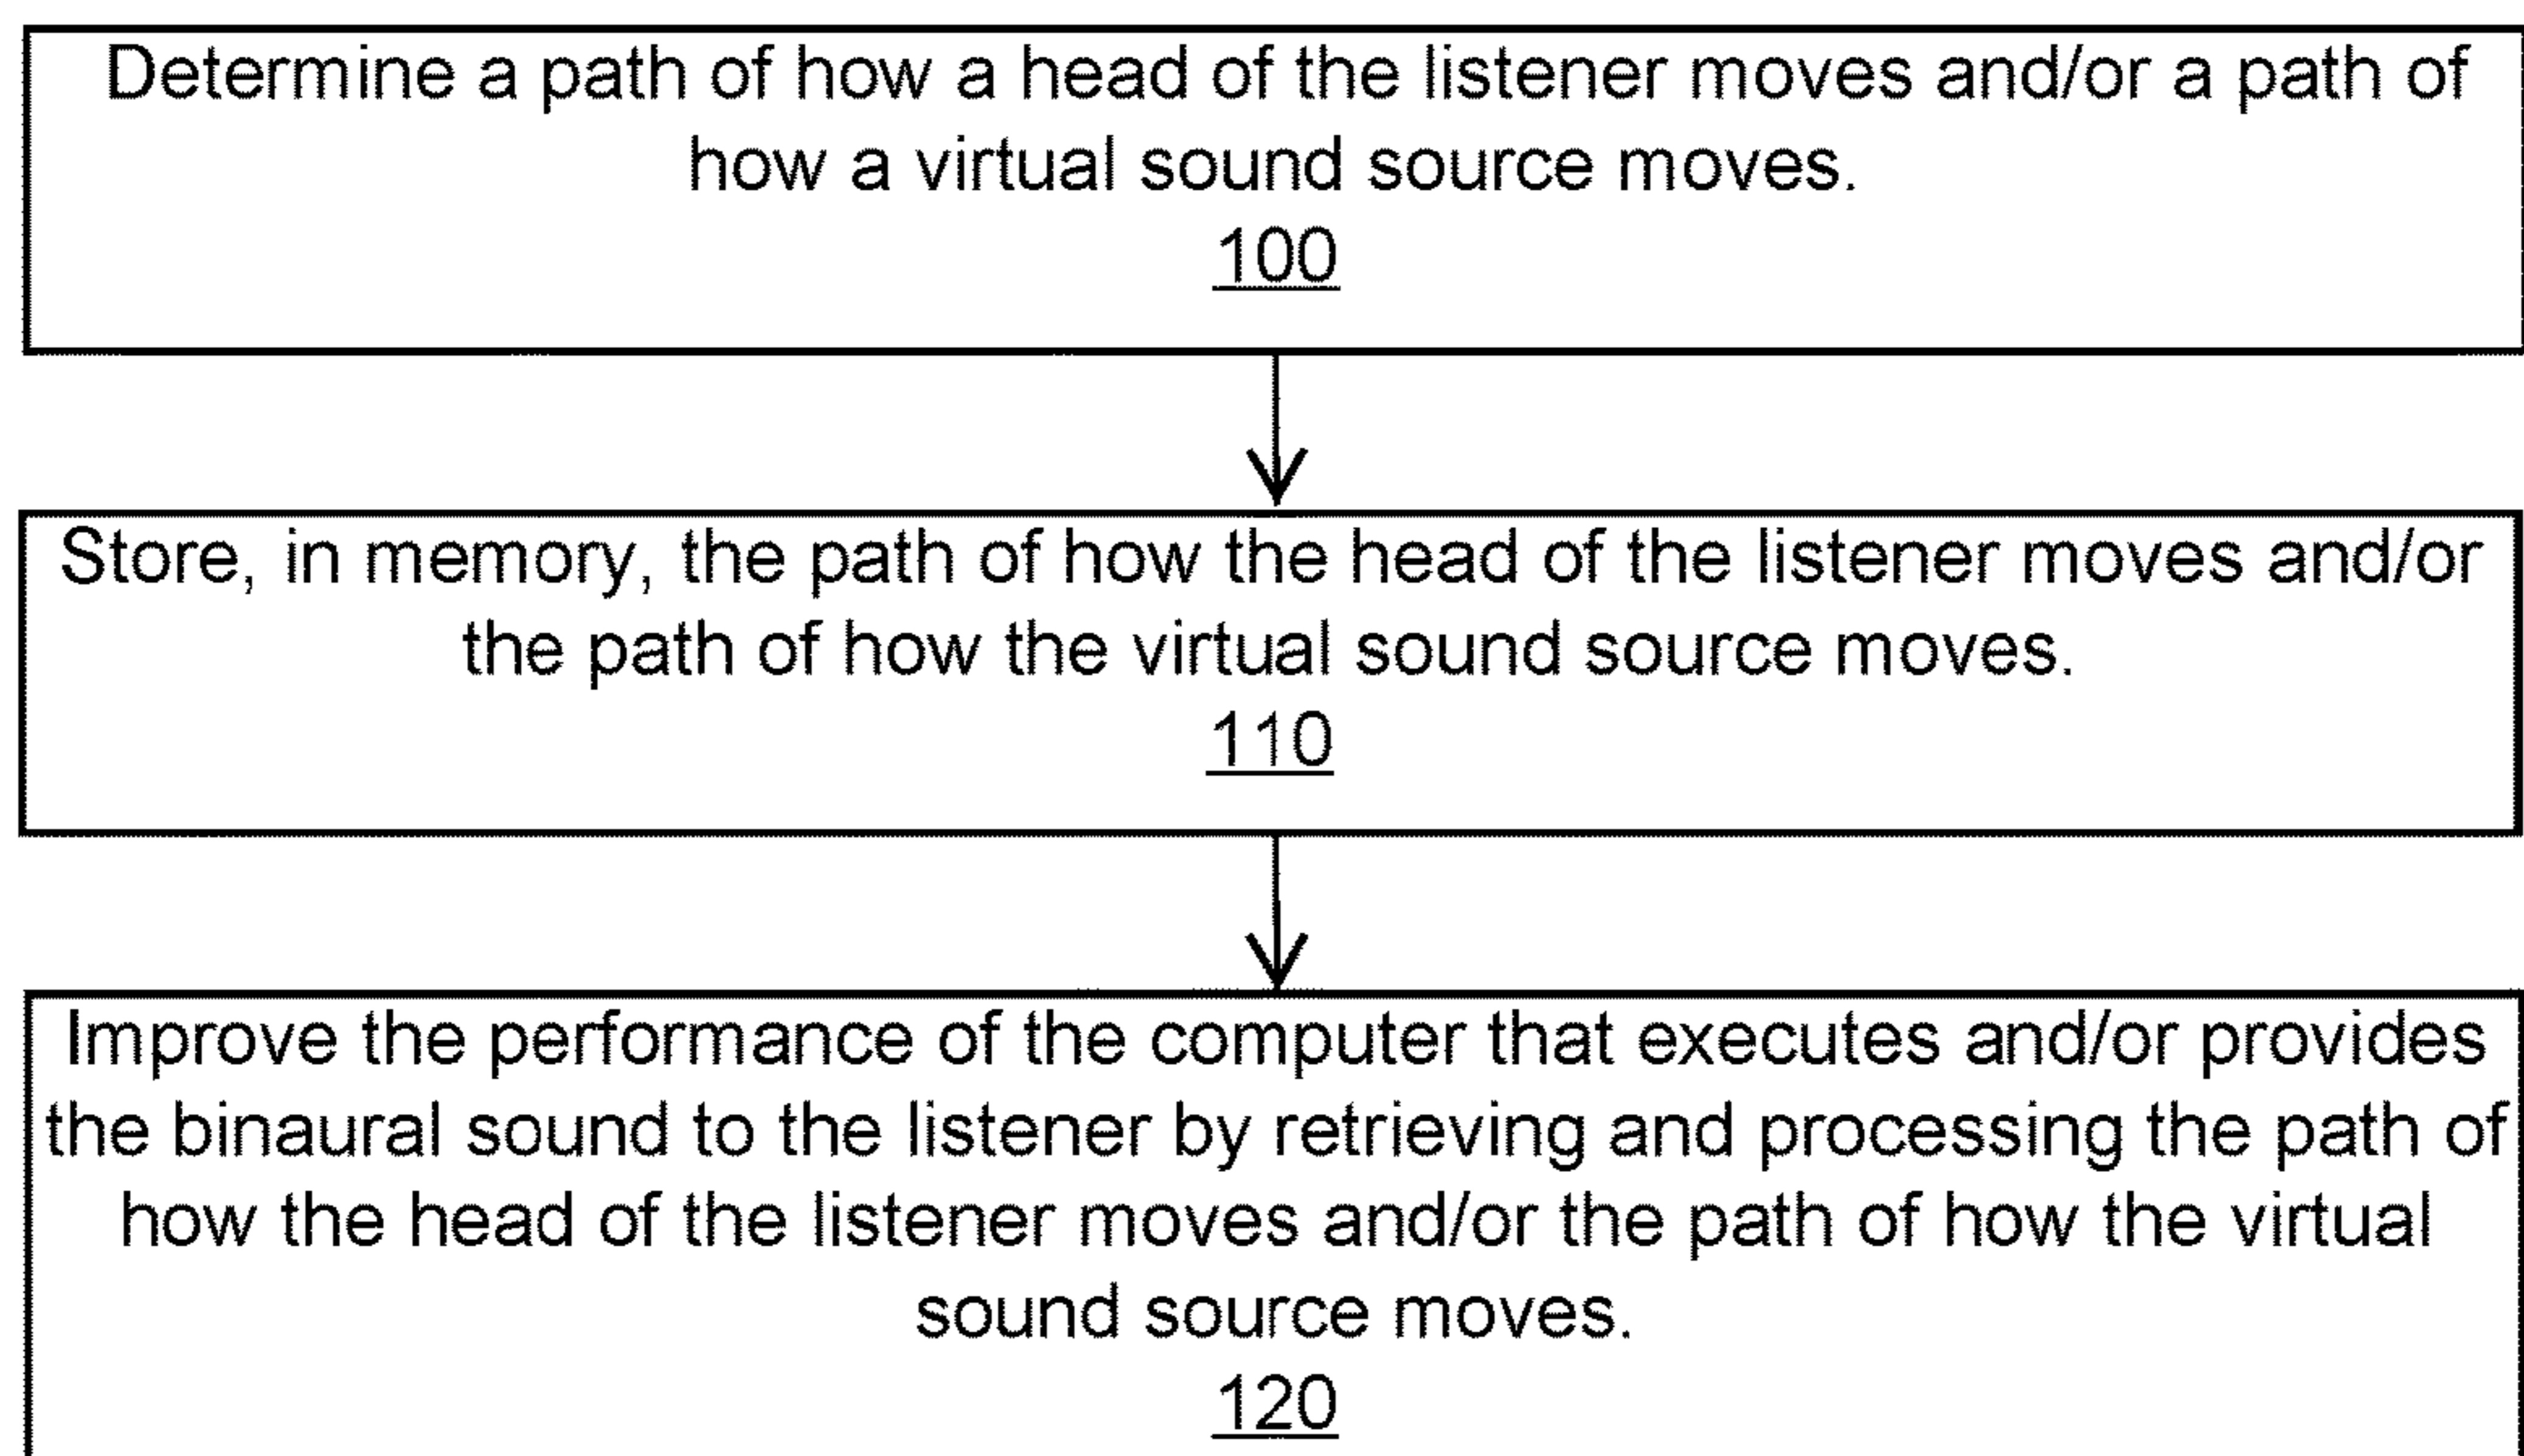 Determine a path of how a head of the listener moves and/or a path of
how a virtual sound source moves.
100
Store, in memory, the path of how the head of the listener moves and/or
the path of how the virtual sound source moves.
110
Improve the performance of the computer that executes and/or provides
the binaural sound to the listener by retrieving and processing the path of
how the head of the listener moves and/or the path of how the virtual
sound source moves.
120